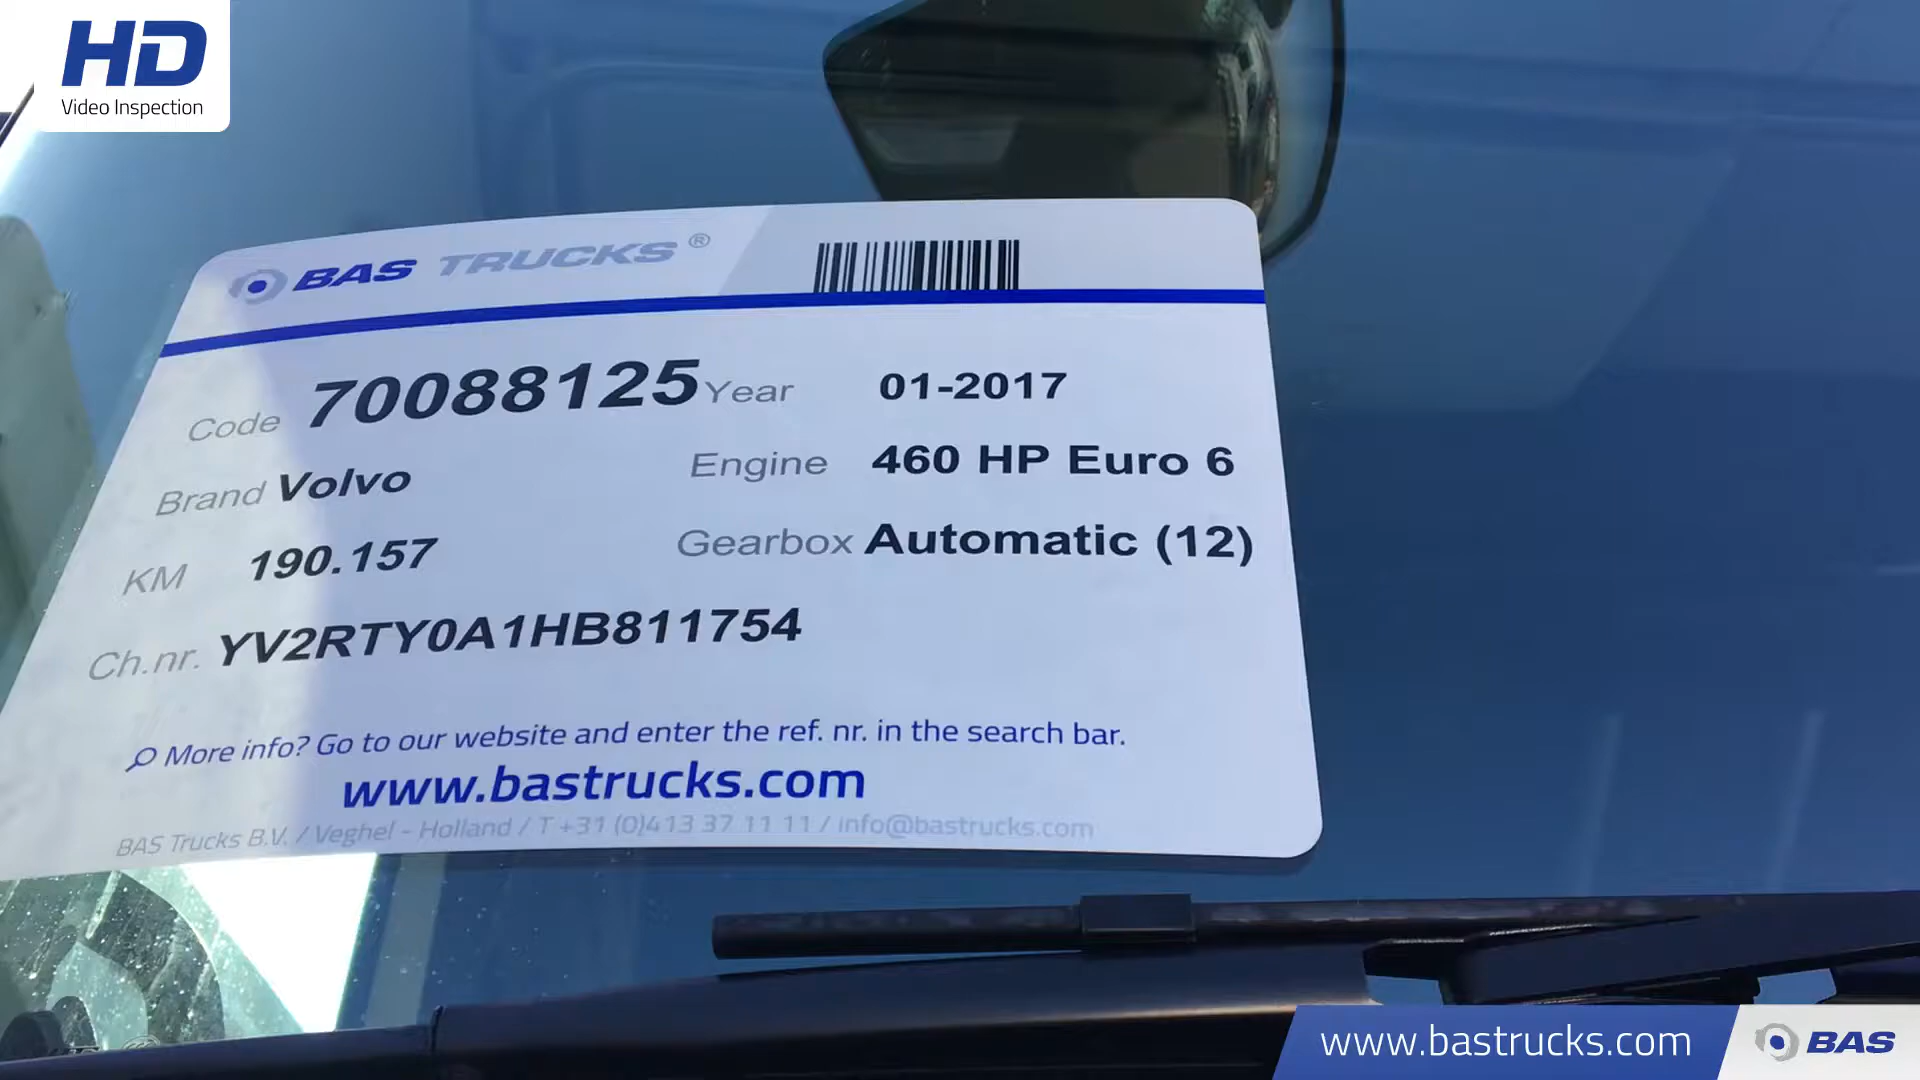 HD
Video Inspection
BAS TRUCKS®
Code 70088125 Year 01-2017
Brand Volvo Engine 460 HP Euro 6
KM 190.157 Gearbox Automatic (12)
Ch.nr. YV2RTY0A1HB811754
More info? Go to our website and enter the ref. nr. in the search bar.
www.bastrucks.com
BAS Trucks B.V. / Veghel - Holland / T +31 (0)413 37 11 11 / info@bastrucks.com
www.bastrucks.com BAS